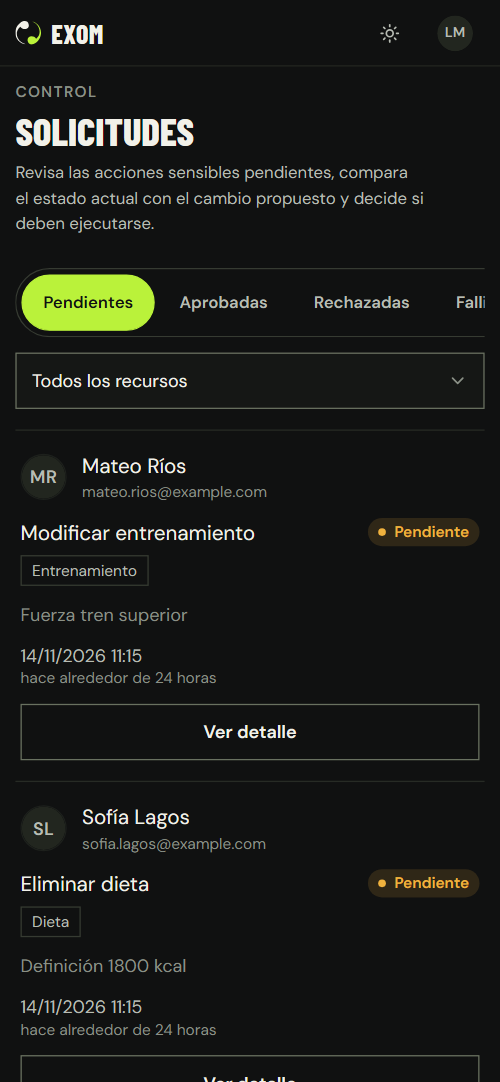 EXOM
LM
CONTROL
SOLICITUDES
Revisa las acciones sensibles pendientes, compara
el estado actual con el cambio propuesto y decide si
deben ejecutarse.
Pendientes
Aprobadas
Rechazadas
Todos los recursos
MR
Mateo Ríos
mateo.rios@example.com
Modificar entrenamiento
Pendiente
Entrenamiento
Fuerza tren superior
14/11/2026 11:15
hace alrededor de 24 horas
Ver detalle
SL
Sofía Lagos
sofia.lagos@example.com
Eliminar dieta
Pendiente
Dieta
Definición 1800 kcal
14/11/2026 11:15
hace alrededor de 24 horas
Ver detalle